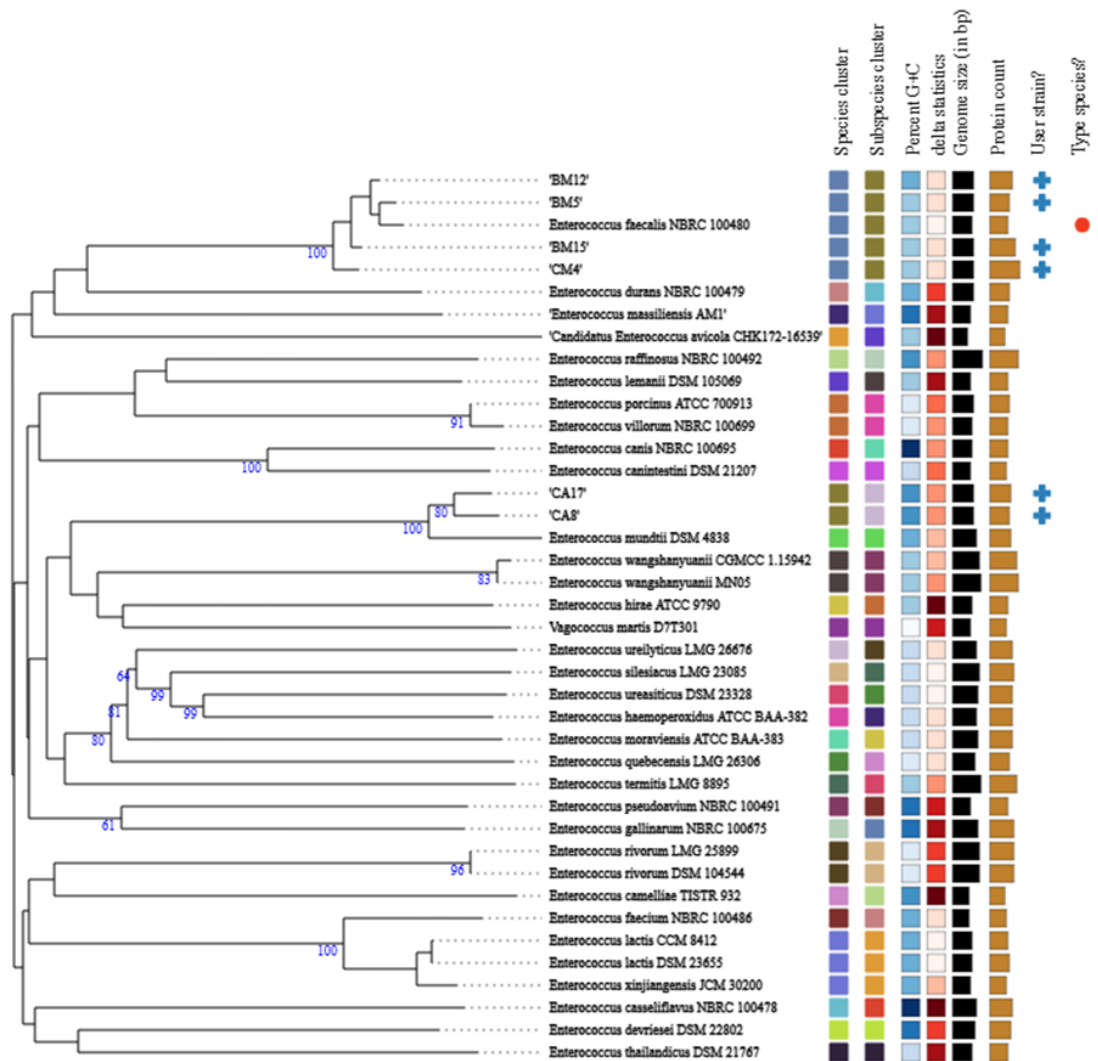 Species cluster
Subspecies cluster
Percent G+C
delta statistics
Genome size (in bp)
Protein count
User strain?
Type species?
'BM12'
'BM5'
Enterococcus faecalis NBRC 100480
'BM15'
100
'CM4'
Enterococcus durans NBRC 100479
'Enterococcus massiliensis AM1'
'Candidatus Enterococcus avicola CHK172-16539'
Enterococcus raffinosus NBRC 100492
Enterococcus lemanii DSM 105069
Enterococcus porcinus ATCC 700913
91
Enterococcus villorum NBRC 100699
Enterococcus canis NBRC 100695
100
Enterococcus canintestini DSM 21207
'CA17'
80
'CA8'
100
Enterococcus mundtii DSM 4838
Enterococcus wangshanyuanii CGMCC 1.15942
83
Enterococcus wangshanyuanii MN05
Enterococcus hirae ATCC 9790
Vagococcus martis D7T301
Enterococcus ureilyticus LMG 26676
64
Enterococcus silesiacus LMG 23085
99
Enterococcus ureasiticus DSM 23328
81
99
Enterococcus haemoperoxidus ATCC BAA-382
80
Enterococcus moraviensis ATCC BAA-383
Enterococcus quebecensis LMG 26306
Enterococcus termitis LMG 8895
Enterococcus pseudoavium NBRC 100491
61
Enterococcus gallinarum NBRC 100675
Enterococcus rivorum LMG 25899
96
Enterococcus rivorum DSM 104544
Enterococcus camelliae TISTR 932
Enterococcus faecium NBRC 100486
100
Enterococcus lactis CCM 8412
Enterococcus lactis DSM 23655
Enterococcus xinjiangensis JCM 30200
Enterococcus casseliflavus NBRC 100478
Enterococcus devriesei DSM 22802
Enterococcus thailandicus DSM 21767